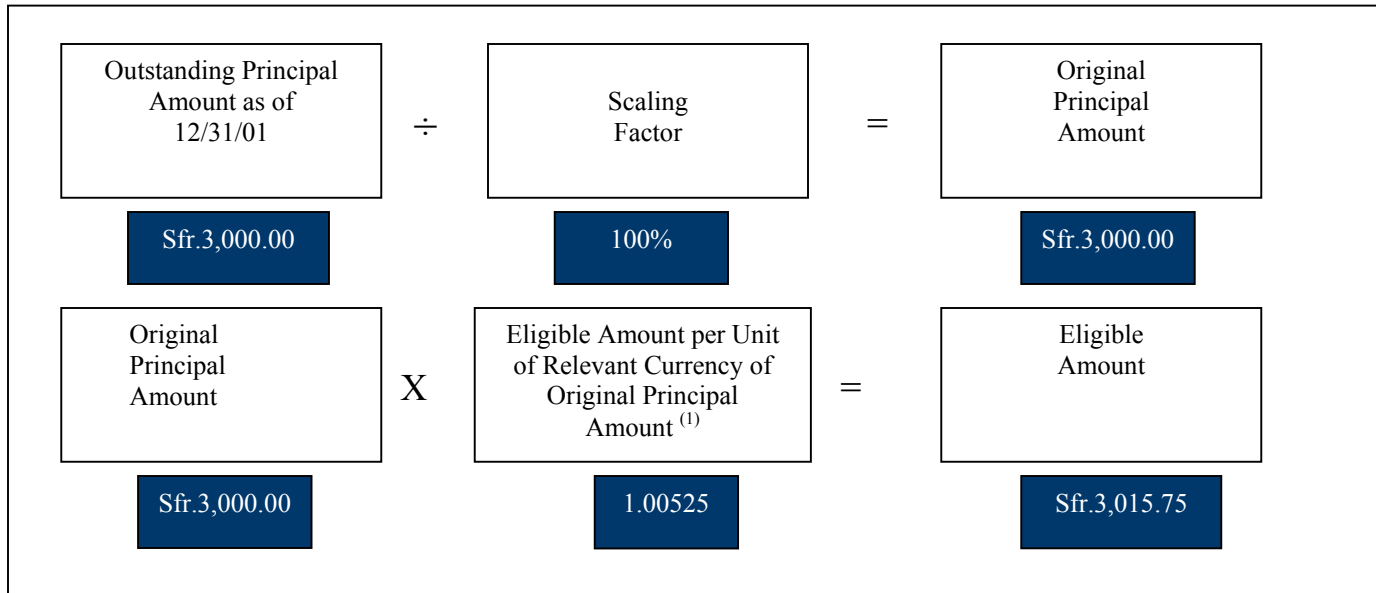 Outstanding Principal
Amount as of
12/31/01
÷
Scaling
Factor
=
Original
Principal
Amount
Sfr.3,000.00
100%
Sfr.3,000.00
Original
Principal
Amount
X
Eligible Amount per Unit
of Relevant Currency of
Original Principal
Amount (1)
=
Eligible
Amount
Sfr.3,000.00
1.00525
Sfr.3,015.75